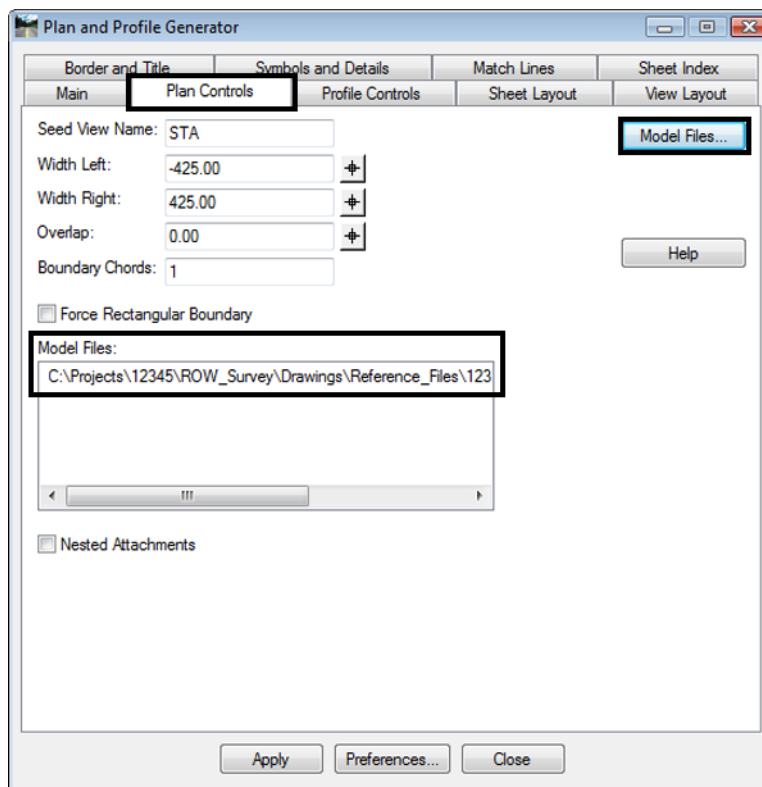 Plan and Profile Generator
Border and Title Symbols and Details Match Lines Sheet Index
Main Plan Controls Profile Controls Sheet Layout View Layout
Seed View Name: STA Model Files...
Width Left: -425.00
Width Right: 425.00
Overlap: 0.00 Help
Boundary Chords: 1
Force Rectangular Boundary
Model Files:
C:\Projects\12345\ROW_Survey\Drawings\Reference_Files\123
Nested Attachments
Apply Preferences... Close